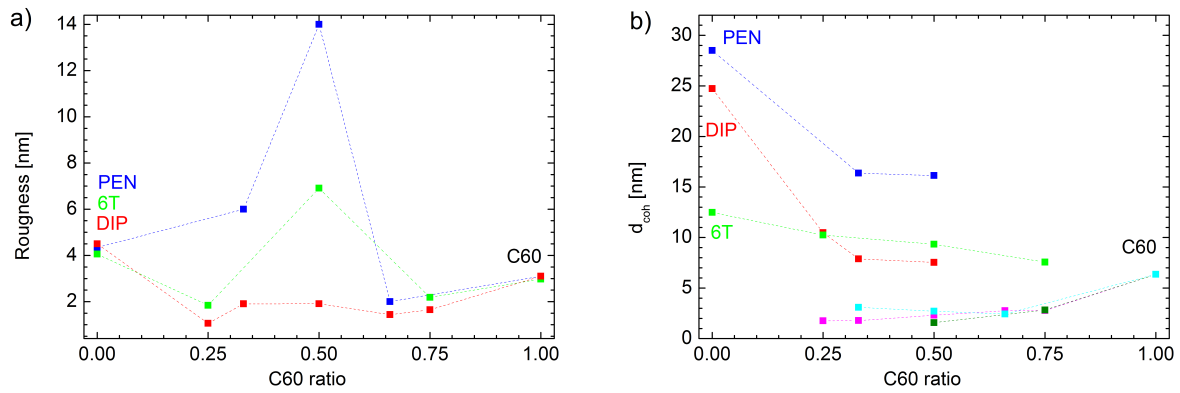 a)
14
12
10
8
6
4
2
Rougness [nm]
PEN
6T
DIP
C60
0.00 0.25 0.50 0.75 1.00
C60 ratio
b)
30
25
20
15
10
5
0
d_coh [nm]
PEN
DIP
6T
C60
0.00 0.25 0.50 0.75 1.00
C60 ratio